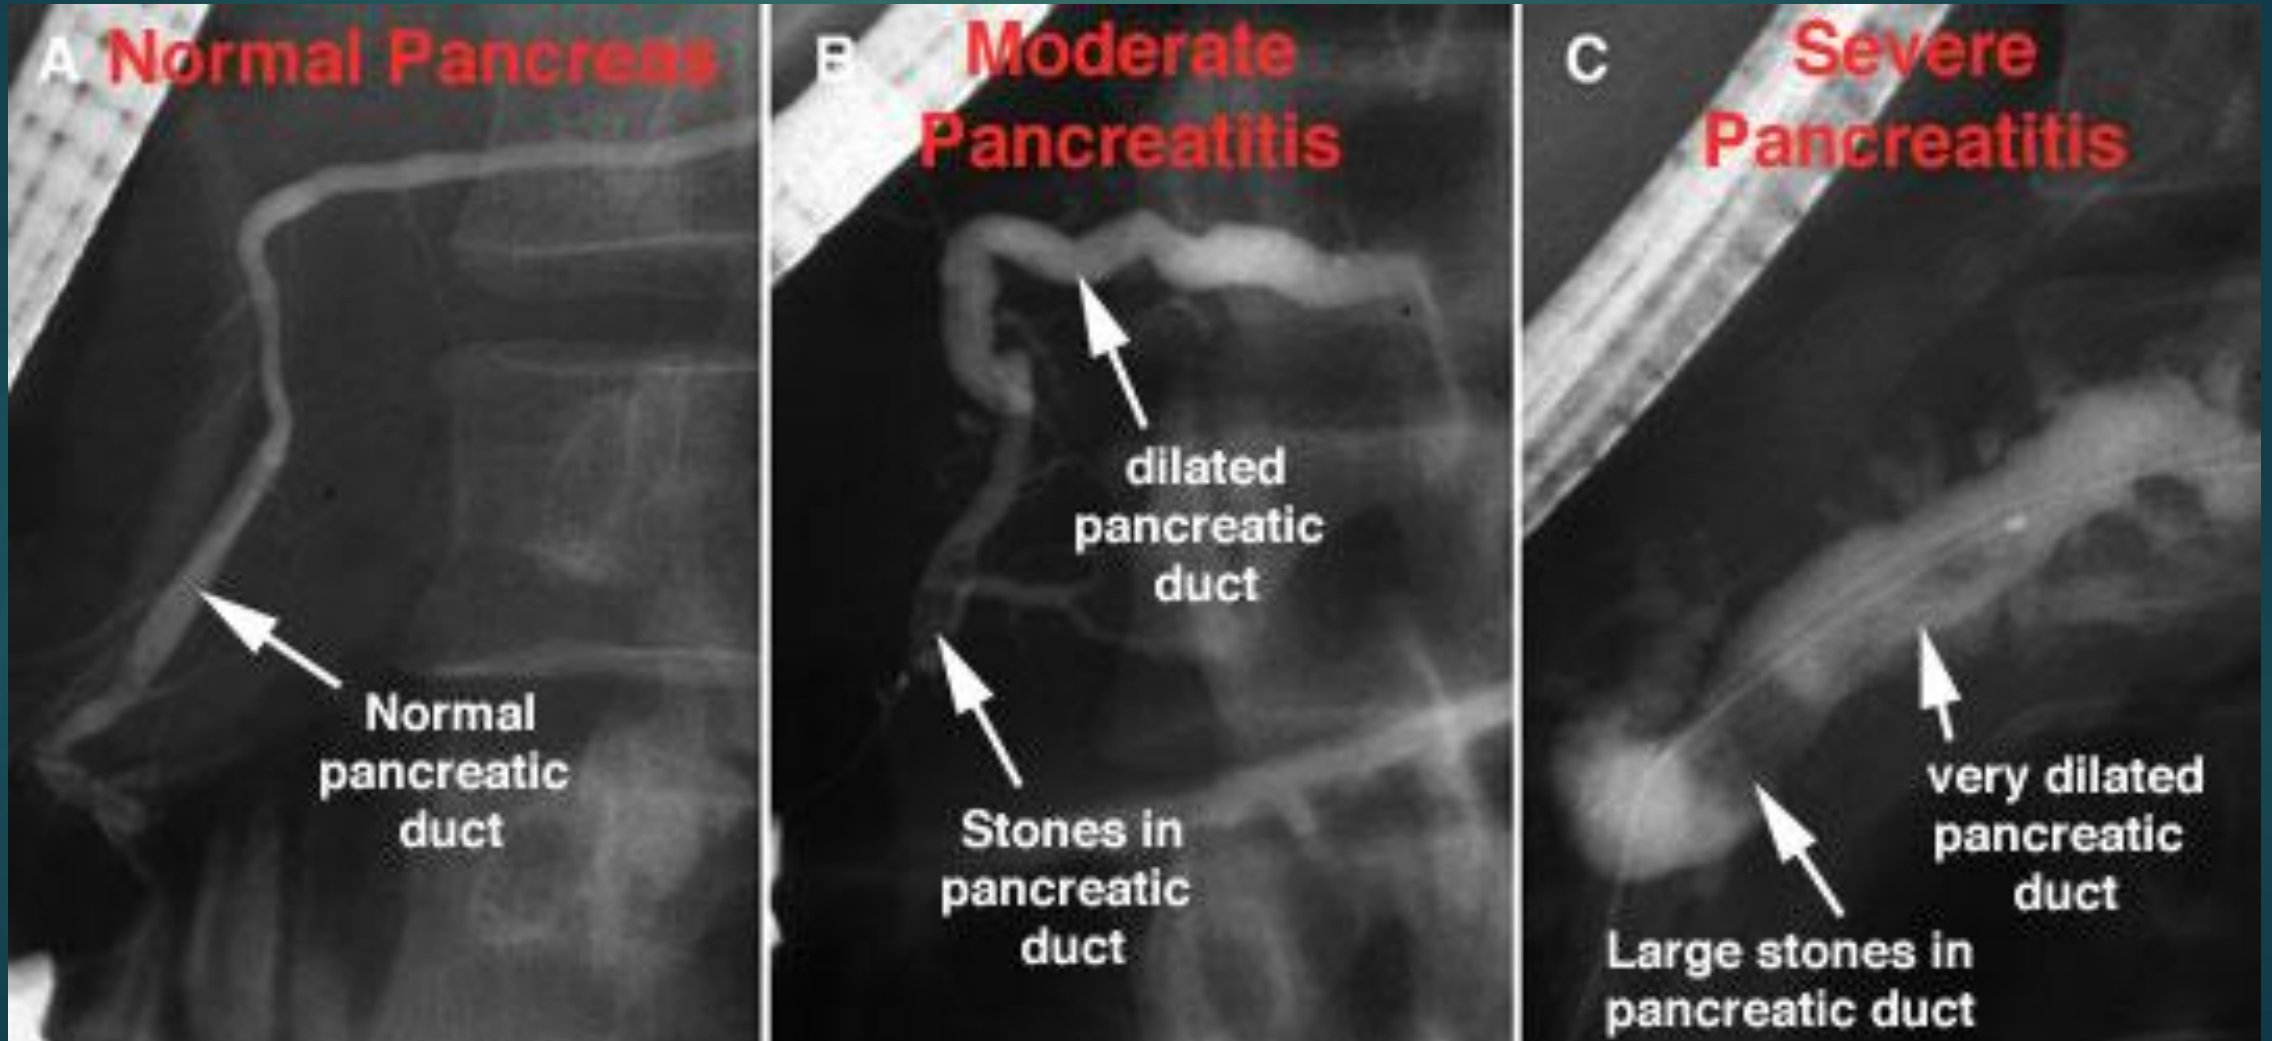 A
Normal Pancreas
Normal
pancreatic
duct
B
Moderate
Pancreatitis
dilated
pancreatic
duct
Stones in
pancreatic
duct
C
Severe
Pancreatitis
very dilated
pancreatic
duct
Large stones in
pancreatic duct